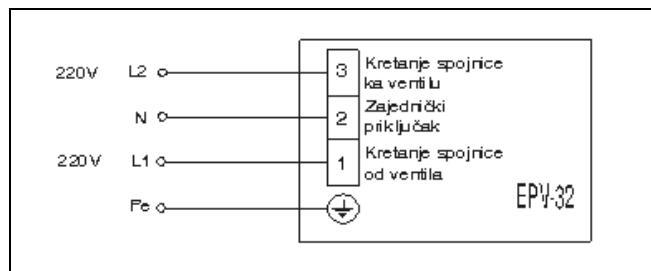 220V L2 3 Kretanje spojnice
ka ventilu
N 2 Zajednički
priključak
220V L1 1 Kretanje spojnice
od ventila
Pe
EPV-32